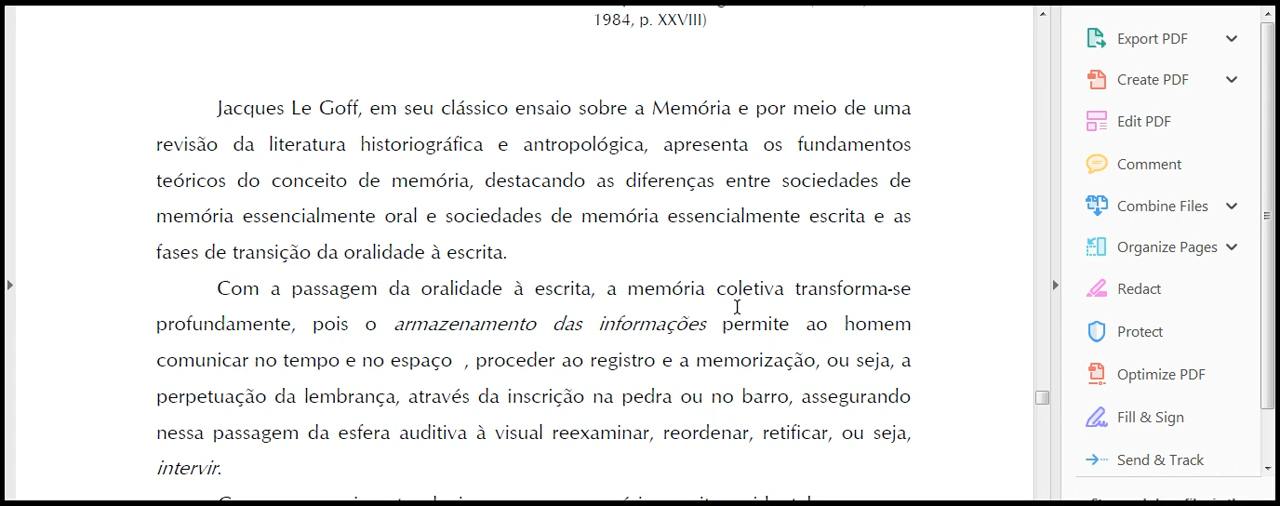 1984, p. XXVIII)
Jacques Le Goff, em seu clássico ensaio sobre a Memória e por meio de uma
revisão da literatura historiográfica e antropológica, apresenta os fundamentos
teóricos do conceito de memória, destacando as diferenças entre sociedades de
memória essencialmente oral e sociedades de memória essencialmente escrita e as
fases de transição da oralidade à escrita.
Com a passagem da oralidade à escrita, a memória coletiva transforma-se
profundamente, pois o armazenamento das informações permite ao homem
comunicar no tempo e no espaço , proceder ao registro e a memorização, ou seja, a
perpetuação da lembrança, através da inscrição na pedra ou no barro, assegurando
nessa passagem da esfera auditiva à visual reexaminar, reordenar, retificar, ou seja,
intervir.
Export PDF
Create PDF
Edit PDF
Comment
Combine Files
Organize Pages
Redact
Protect
Optimize PDF
Fill & Sign
Send & Track